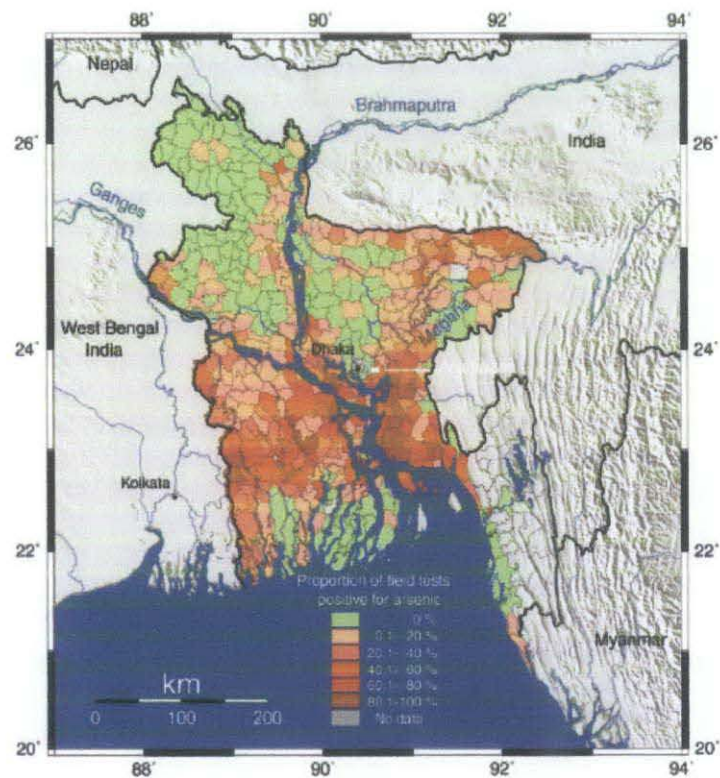 88° 90° 92° 94°
Nepal
Brahmaputra
26° 26°
India
Ganges
West Bengal
India
Meghna
24° 24°
Dhaka
Kolkata
22° 22°
Proportion of field tests
positive for arsenic
0 %
0.1 - 20 %
20.1 - 40 %
40.1 - 60 %
60.1 - 80 %
80.1-100 %
No data
Myanmar
km
0 100 200
20° 20°
88° 90° 92° 94°